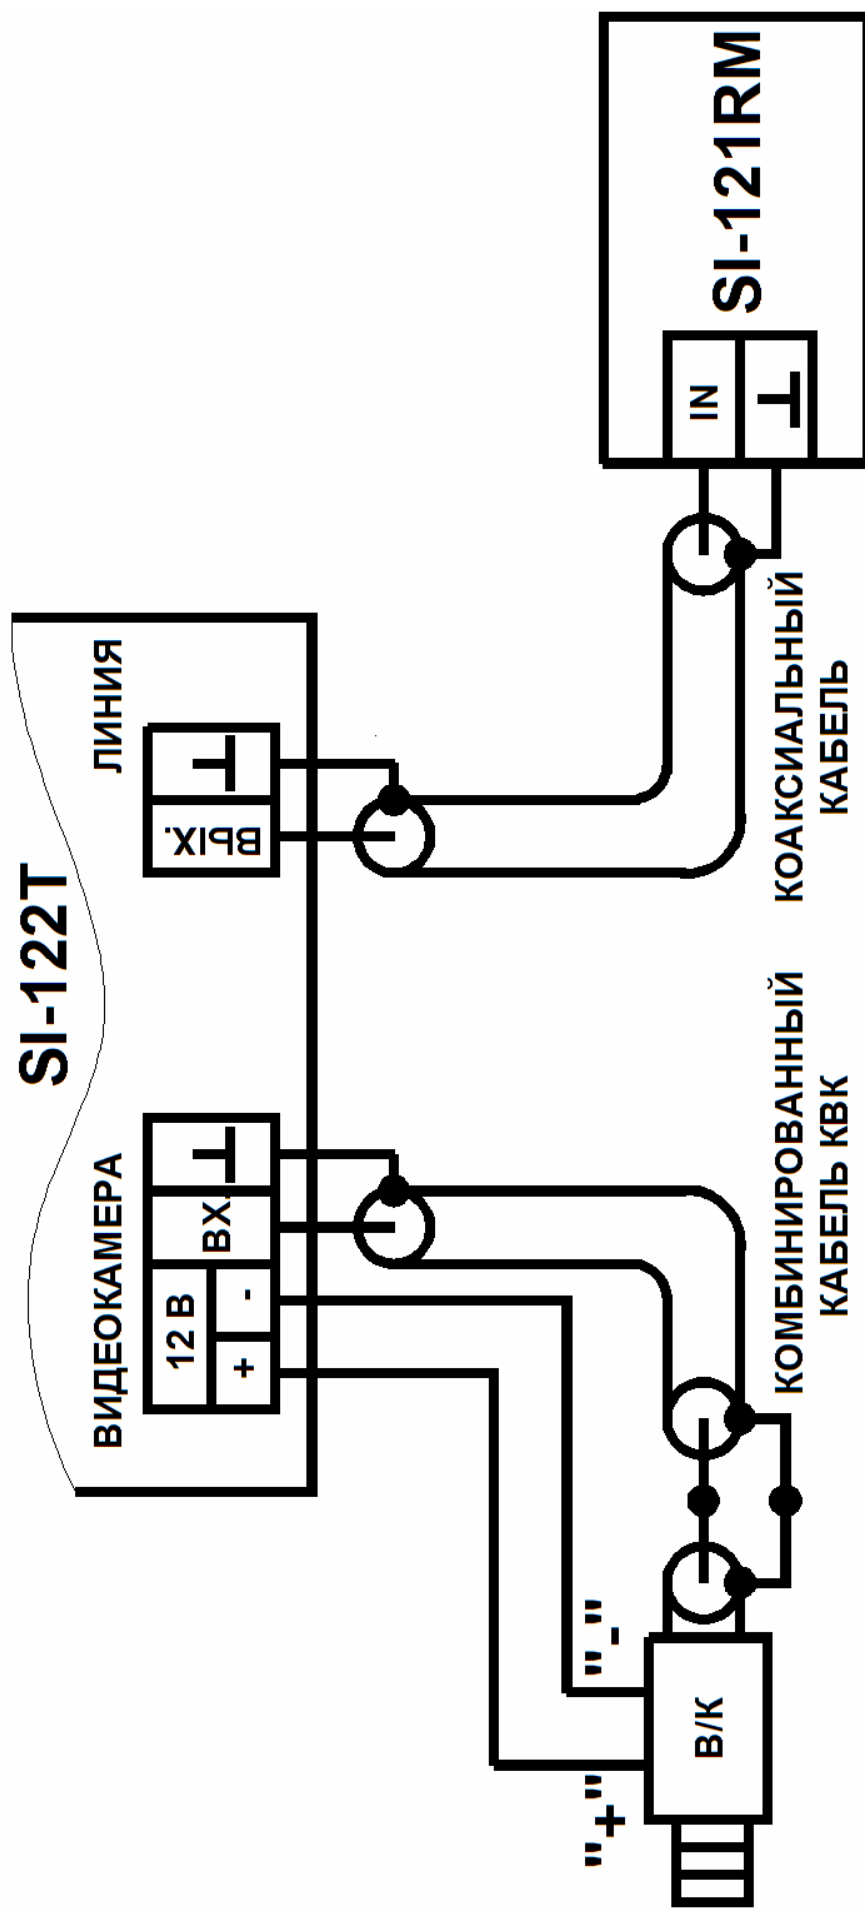 SI-122T
ВИДЕОКАМЕРА
12 В
+
-
ВХ.
ЛИНИЯ
ВЫХ.
SI-121RM
IN
"+"
"-"
В/К
КОМБИНИРОВАННЫЙ
КАБЕЛЬ КВК
КОАКСИАЛЬНЫЙ
КАБЕЛЬ